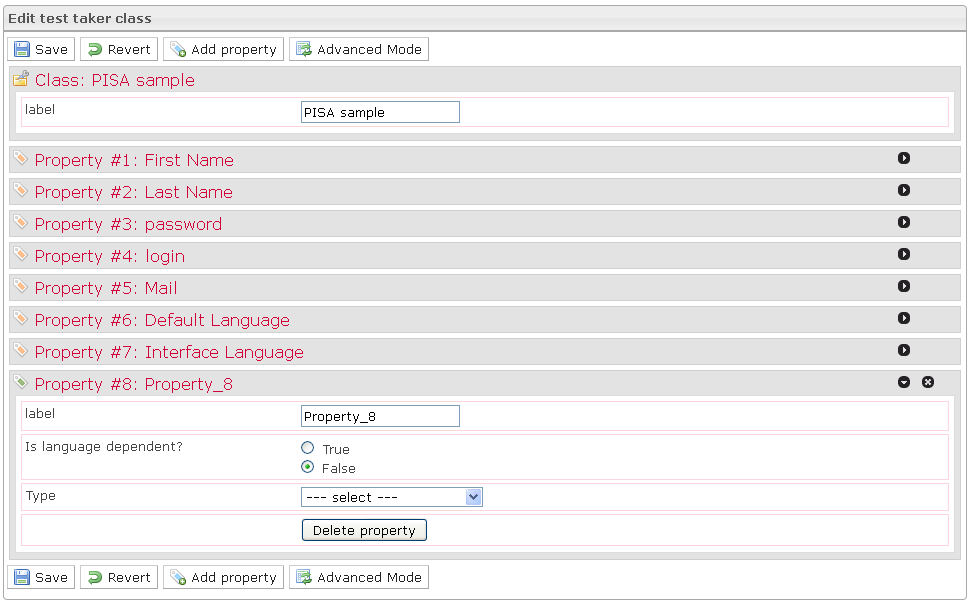 Edit test taker class
Save Revert Add property Advanced Mode
Class: PISA sample
label PISA sample
Property #1: First Name
Property #2: Last Name
Property #3: password
Property #4: login
Property #5: Mail
Property #6: Default Language
Property #7: Interface Language
Property #8: Property_8
label Property_8
Is language dependent? True
False
Type --- select ---
Delete property
Save Revert Add property Advanced Mode